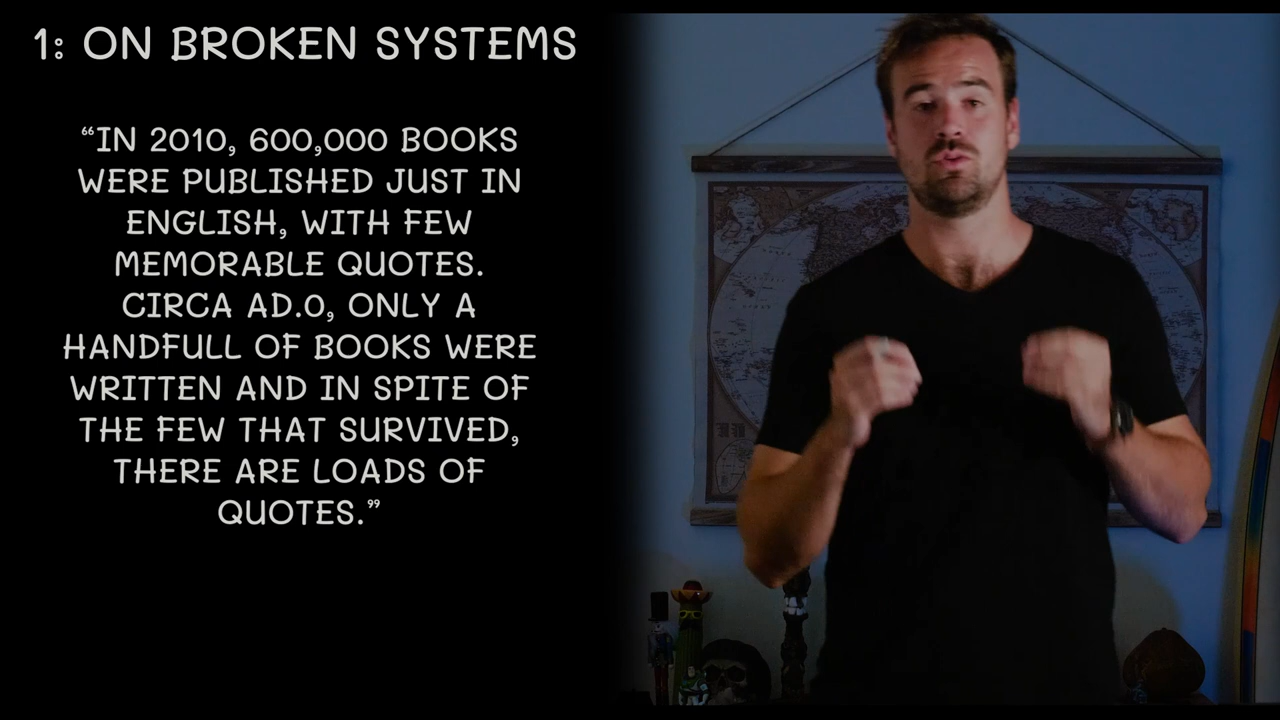 1: ON BROKEN SYSTEMS
“IN 2010, 600,000 BOOKS
WERE PUBLISHED JUST IN
ENGLISH, WITH FEW
MEMORABLE QUOTES.
CIRCA AD.0, ONLY A
HANDFULL OF BOOKS WERE
WRITTEN AND IN SPITE OF
THE FEW THAT SURVIVED,
THERE ARE LOADS OF
QUOTES.”